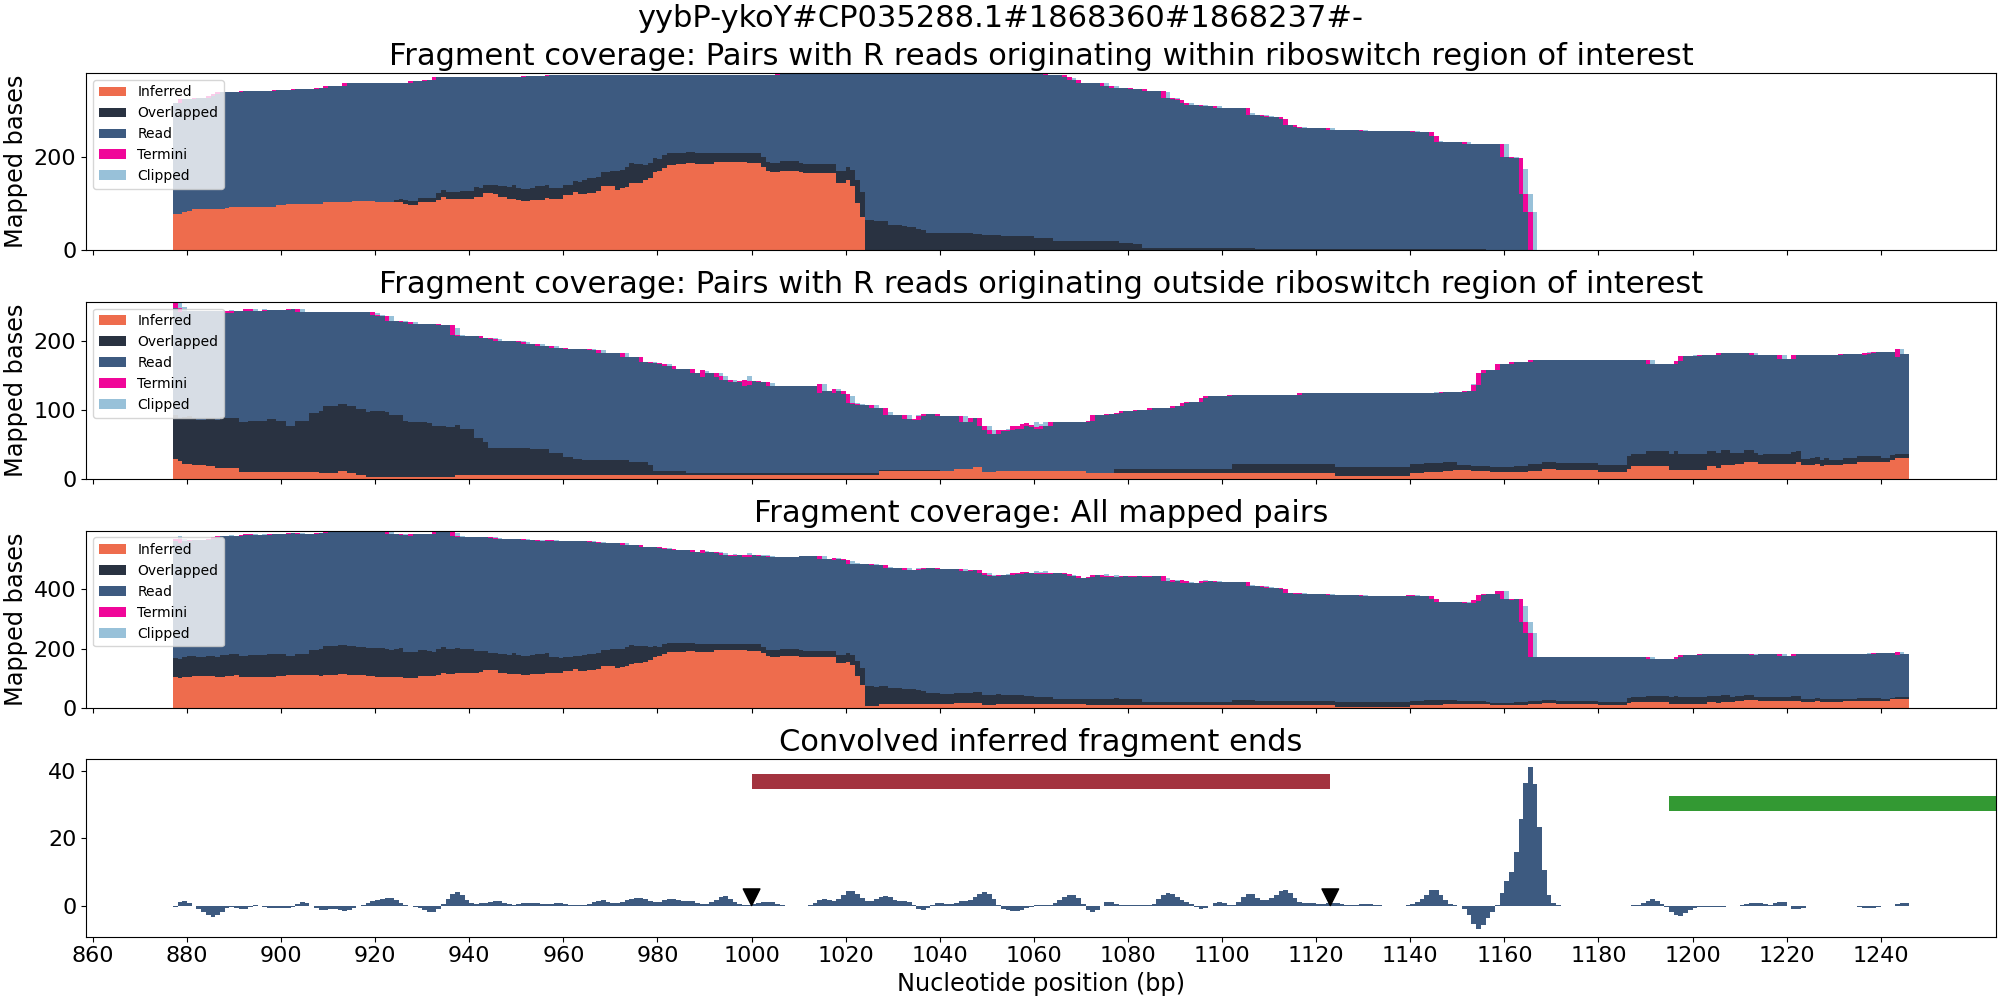 yybP-ykoY#CP035288.1#1868360#1868237#-
Fragment coverage: Pairs with R reads originating within riboswitch region of interest
Mapped bases
200
0
Inferred
Overlapped
Read
Termini
Clipped
Fragment coverage: Pairs with R reads originating outside riboswitch region of interest
Mapped bases
200
100
0
Inferred
Overlapped
Read
Termini
Clipped
Fragment coverage: All mapped pairs
Mapped bases
400
200
0
Inferred
Overlapped
Read
Termini
Clipped
Convolved inferred fragment ends
40
20
0
860 880 900 920 940 960 980 1000 1020 1040 1060 1080 1100 1120 1140 1160 1180 1200 1220 1240
Nucleotide position (bp)